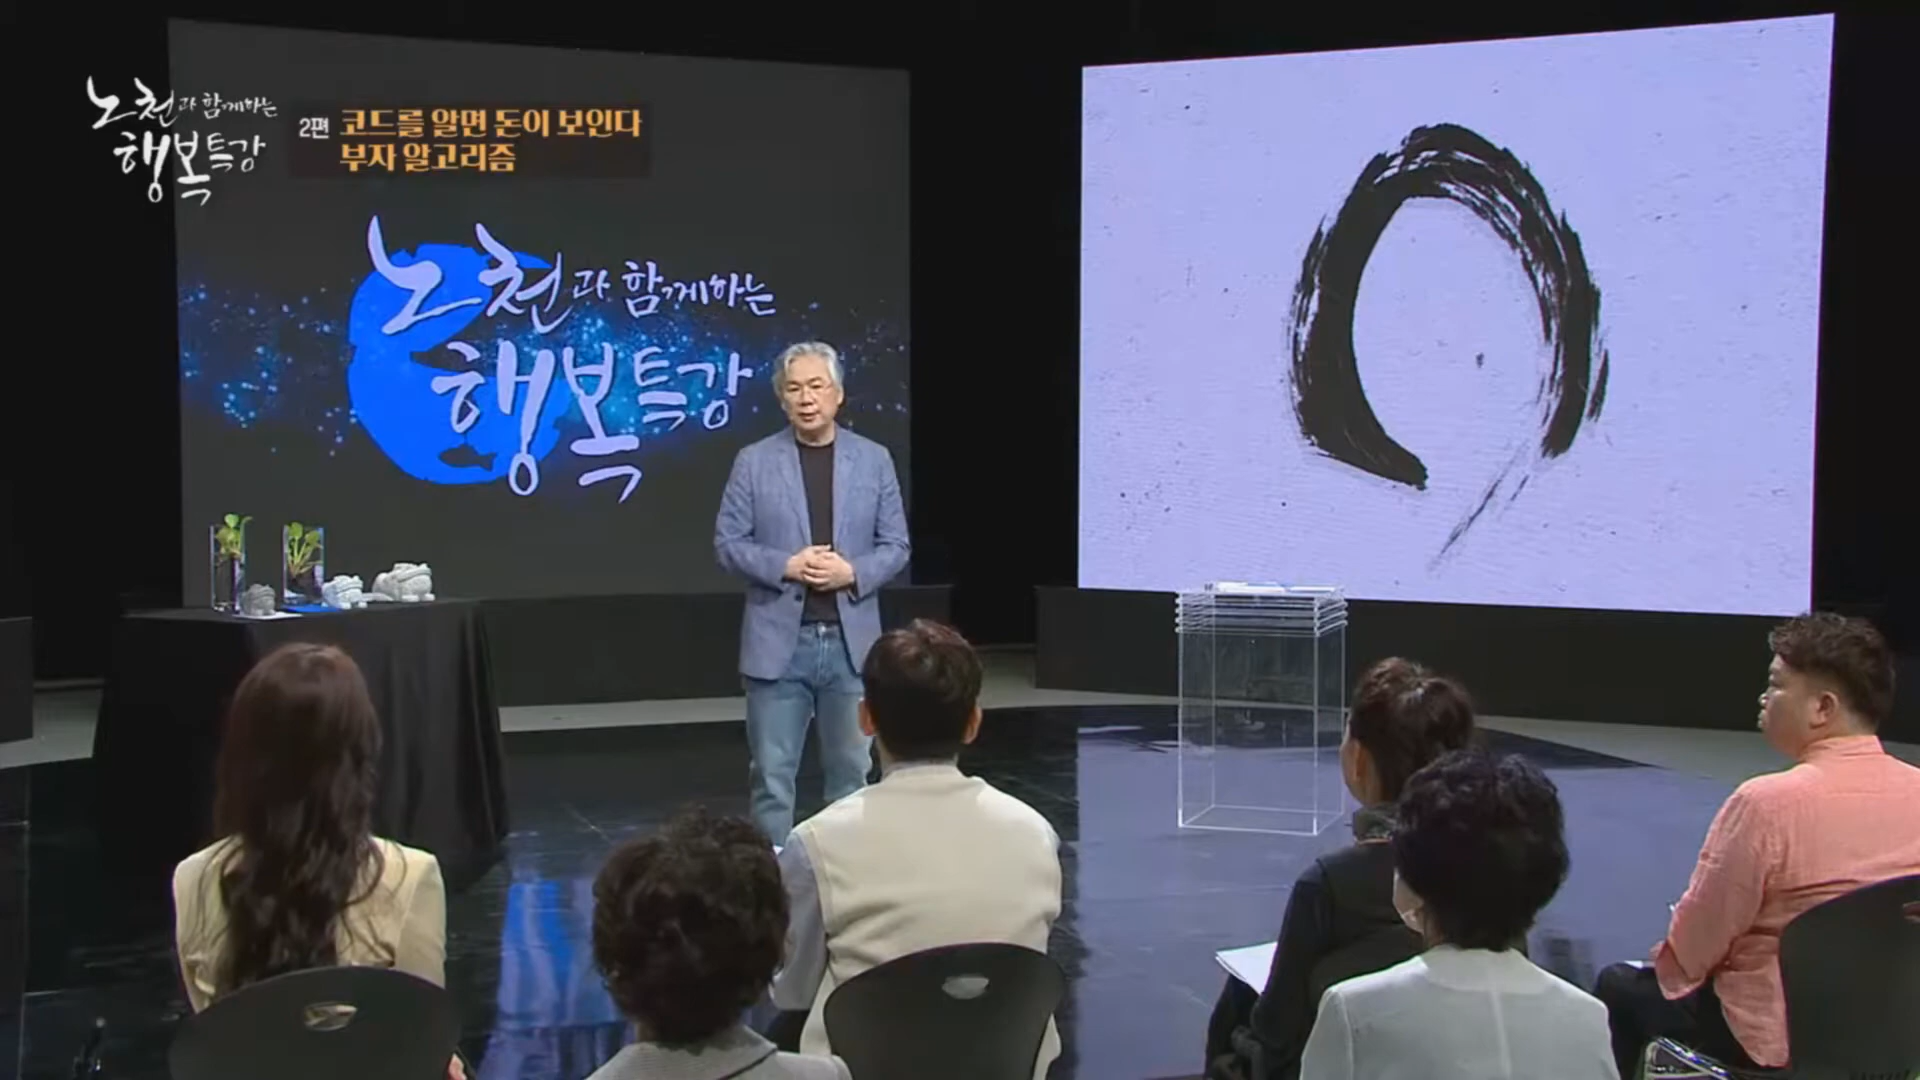 노천과 함께하는
행복특강
2편 코드를 알면 돈이 보인다
부자 알고리즘
노천과 함께하는
행복특강